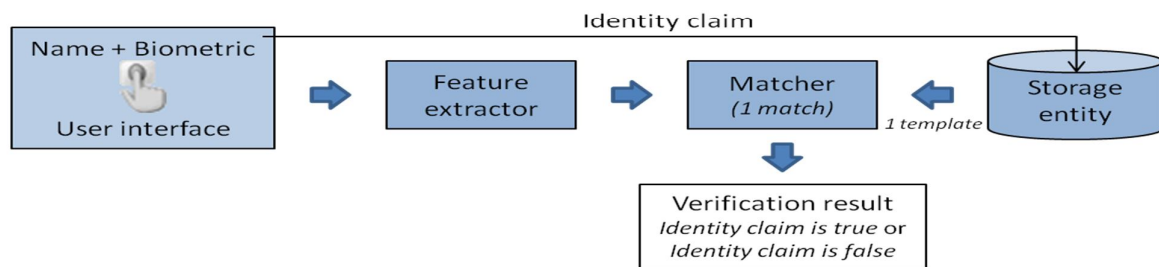 Identity claim
Name + Biometric
User interface
Feature
extractor
Matcher
(1 match)
1 template
Storage
entity
Verification result
Identity claim is true or
Identity claim is false